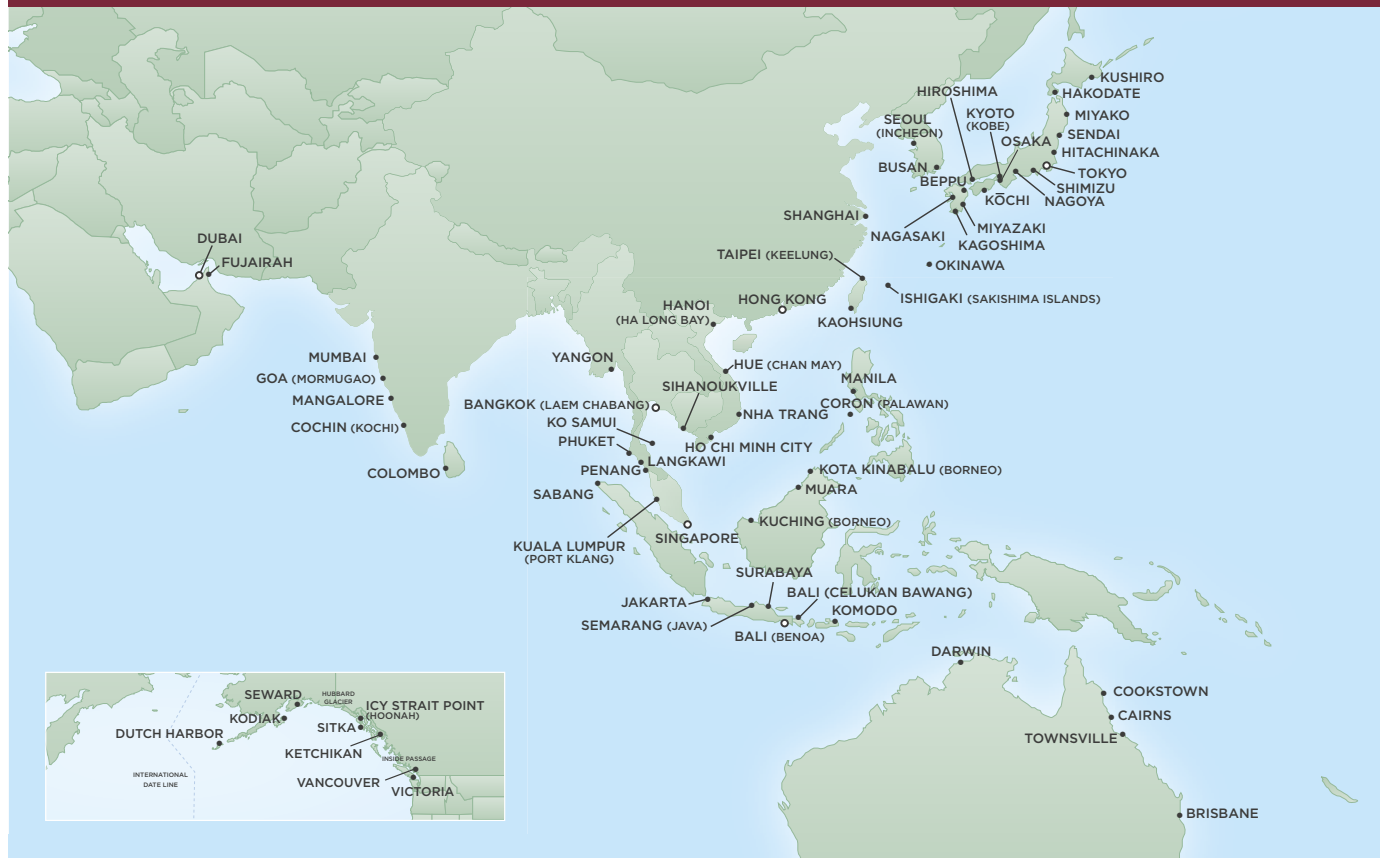 KUSHIRO
HIROSHIMA
HAKODATE
KYOTO
(KOBE)
MIYAKO
SEOUL
(INCHEON)
SENDAI
OSAKA
HITACHINAKA
BUSAN
TOKYO
BEPPU
SHIMIZU
KŌCHI
NAGOYA
SHANGHAI
MIYAZAKI
NAGASAKI
KAGOSHIMA
DUBAI
FUJAIRAH
TAIPEI (KEELUNG)
OKINAWA
ISHIGAKI (SAKISHIMA ISLANDS)
HONG KONG
HANOI
(HA LONG BAY)
KAOHSIUNG
MUMBAI
YANGON
HUE (CHAN MAY)
GOA (MORMUGAO)
SIHANOUKVILLE
MANILA
MANGALORE
BANGKOK (LAEM CHABANG)
CORON (PALAWAN)
NHA TRANG
KO SAMUI
COCHIN (KOCHI)
PHUKET
HO CHI MINH CITY
LANGKAWI
COLOMBO
PENANG
KOTA KINABALU (BORNEO)
SABANG
MUARA
KUCHING (BORNEO)
SINGAPORE
KUALA LUMPUR
(PORT KLANG)
SURABAYA
BALI (CELUKAN BAWANG)
JAKARTA
KOMODO
SEMARANG (JAVA)
BALI (BENOA)
DARWIN
COOKSTOWN
CAIRNS
TOWNSVILLE
BRISBANE
SEWARD
HUBBARD
GLACIER
ICY STRAIT POINT
(HOONAH)
KODIAK
SITKA
DUTCH HARBOR
KETCHIKAN
INSIDE PASSAGE
INTERNATIONAL
DATE LINE
VANCOUVER
VICTORIA